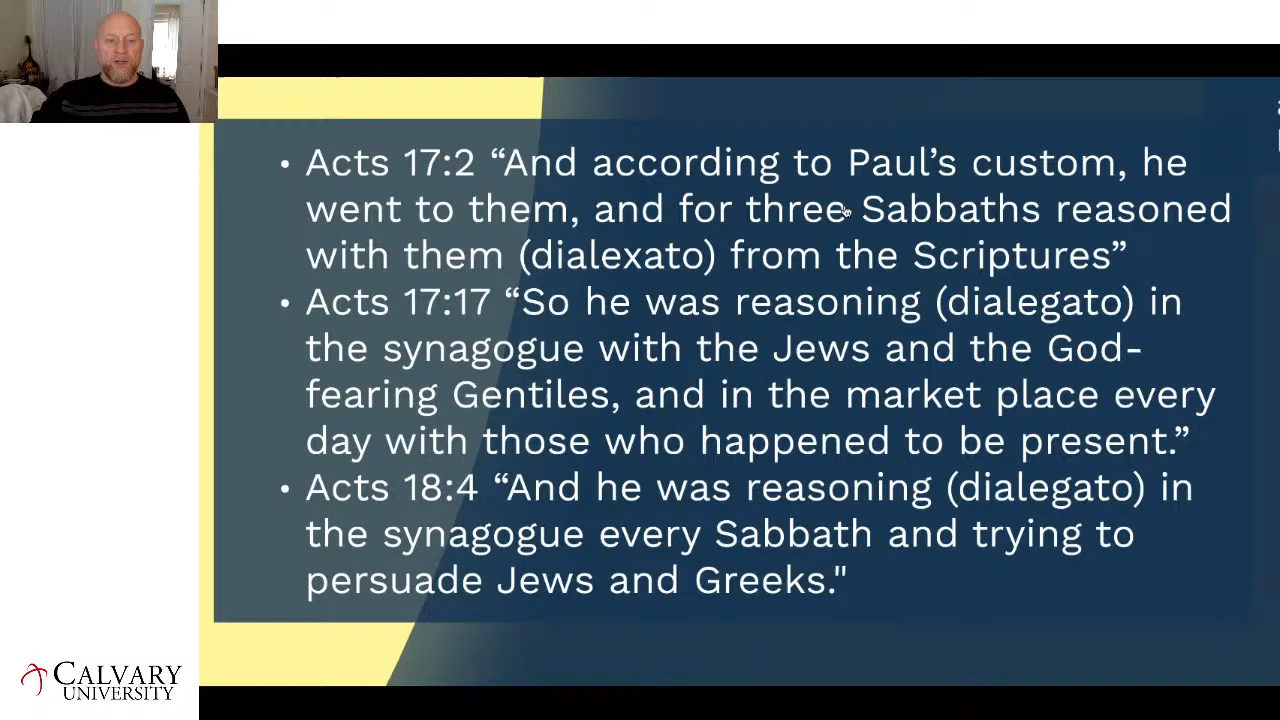 • Acts 17:2 “And according to Paul’s custom, he
went to them, and for three Sabbaths reasoned
with them (dialexato) from the Scriptures”
• Acts 17:17 “So he was reasoning (dialegato) in
the synagogue with the Jews and the God-
fearing Gentiles, and in the market place every
day with those who happened to be present.”
• Acts 18:4 “And he was reasoning (dialegato) in
the synagogue every Sabbath and trying to
persuade Jews and Greeks."
CALVARY
UNIVERSITY